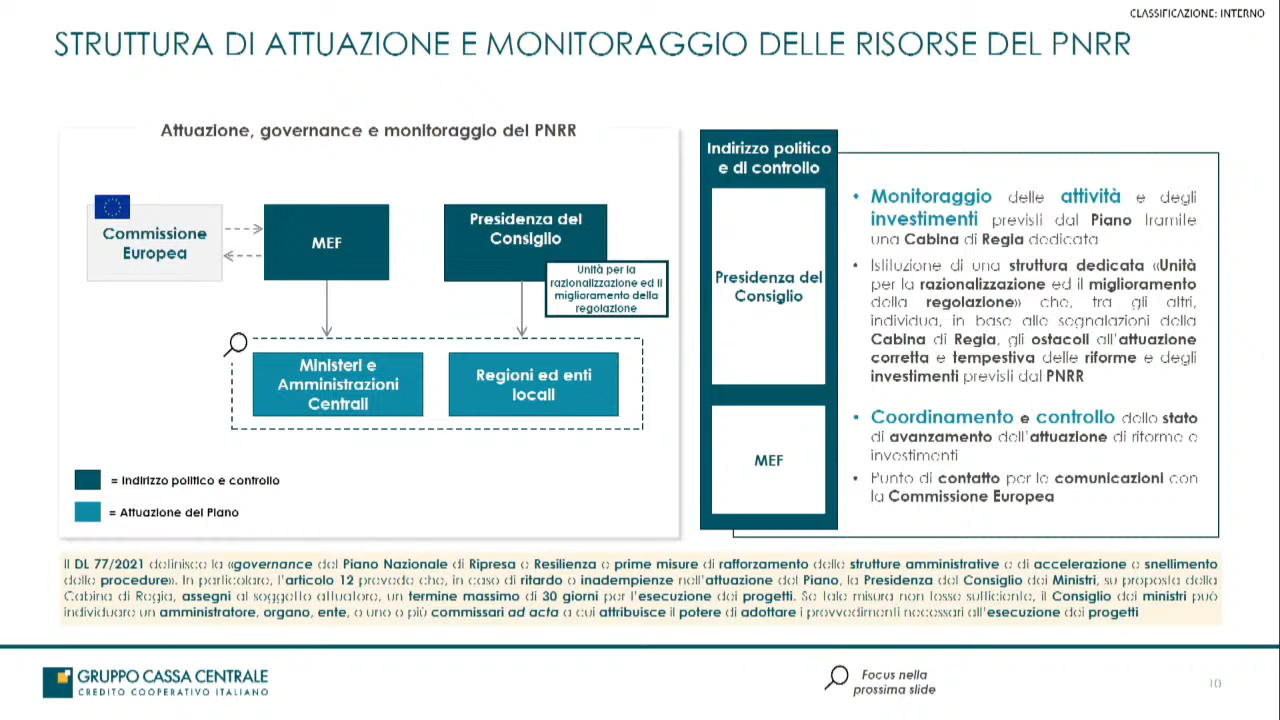 CLASSIFICAZIONE: INTERNO
STRUTTURA DI ATTUAZIONE E MONITORAGGIO DELLE RISORSE DEL PNRR
Attuazione, governance e monitoraggio del PNRR
Commissione
Europea
MEF
Presidenza del
Consiglio
Unità per la
razionalizzazione ed il
miglioramento della
regolazione
Ministeri e
Amministrazioni
Centrali
Regioni ed enti
locali
= Indirizzo politico e controllo
= Attuazione del Piano
Indirizzo politico
e di controllo
Presidenza del
Consiglio
• Monitoraggio delle attività e degli
investimenti previsti dal Piano tramite
una Cabina di Regia dedicata
• Istituzione di una struttura dedicata «Unità
per la razionalizzazione ed il miglioramento
della regolazione» che, tra gli altri,
individua, in base alle segnalazioni della
Cabina di Regia, gli ostacoli all'attuazione
corretta e tempestiva delle riforme e degli
investimenti previsti dal PNRR
MEF
• Coordinamento e controllo dello stato
di avanzamento dell'attuazione di riforme e
investimenti
• Punto di contatto per le comunicazioni con
la Commissione Europea
Il DL 77/2021 definisce la «governance del Piano Nazionale di Ripresa e Resilienza e prime misure di rafforzamento delle strutture amministrative e di accelerazione e snellimento
delle procedure». In particolare, l'articolo 12 prevede che, in caso di ritardo o inadempienze nell'attuazione del Piano, la Presidenza del Consiglio dei Ministri, su proposta della
Cabina di Regia, assegni al soggetto attuatore, un termine massimo di 30 giorni per l'esecuzione dei progetti. Se tale misura non fosse sufficiente, il Consiglio dei ministri può
individuare un amministratore, organo, ente, o uno o più commissari ad acta a cui attribuisce il potere di adottare i provvedimenti necessari all'esecuzione dei progetti
GRUPPO CASSA CENTRALE
CREDITO COOPERATIVO ITALIANO
Focus nella
prossima slide
10